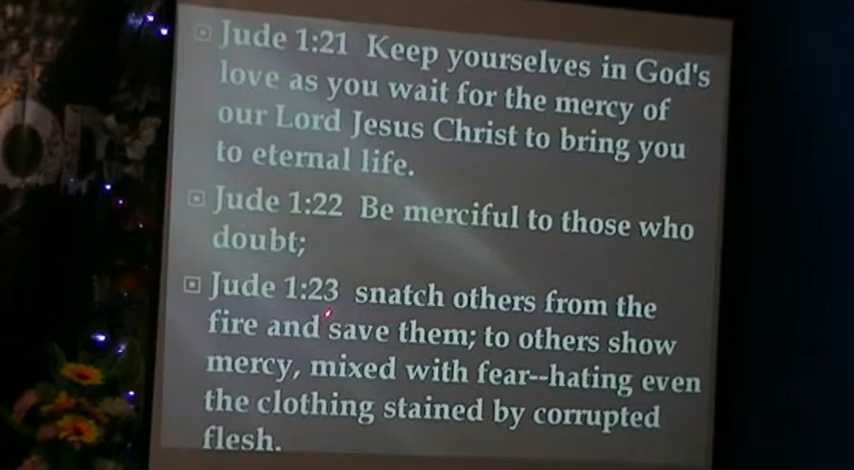 Jude 1:21 Keep yourselves in God's
love as you wait for the mercy of
our Lord Jesus Christ to bring you
to eternal life.
Jude 1:22 Be merciful to those who
doubt;
Jude 1:23 snatch others from the
fire and save them; to others show
mercy, mixed with fear--hating even
the clothing stained by corrupted
flesh.